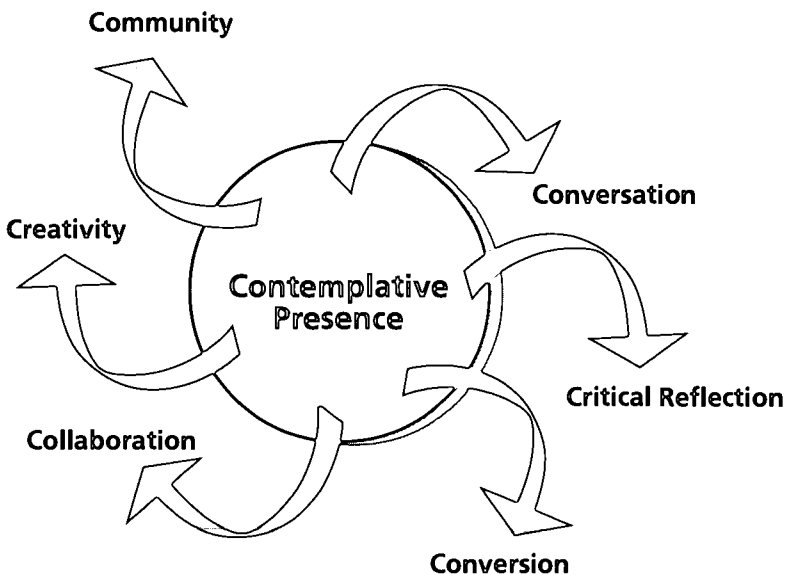 Community
Conversation
Creativity
Contemplative
Presence
Critical Reflection
Collaboration
Conversion